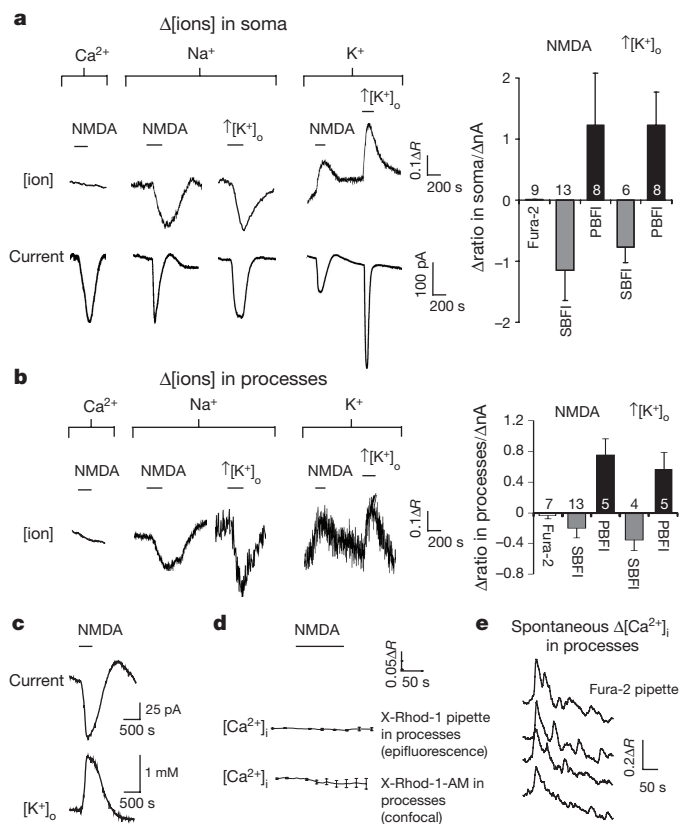 a
Δ[ions] in soma
Ca²⁺ Na⁺ K⁺
NMDA NMDA ↑[K⁺]ₒ NMDA ↑[K⁺]ₒ
[ion]
0.1ΔR
200 s
Current
100 pA
200 s
NMDA ↑[K⁺]ₒ
Δratio in soma/ΔnA
2
1
0
−1
−2
9 13 8 6 8
Fura-2 SBFI PBFI SBFI PBFI
b
Δ[ions] in processes
Ca²⁺ Na⁺ K⁺
NMDA NMDA ↑[K⁺]ₒ NMDA ↑[K⁺]ₒ
[ion]
0.1ΔR
200 s
NMDA ↑[K⁺]ₒ
Δratio in processes/ΔnA
1.2
0.8
0.4
0
−0.4
−0.8
7 13 5 4 5
Fura-2 SBFI PBFI SBFI PBFI
c
NMDA
Current
25 pA
500 s
1 mM
500 s
[K⁺]ₒ
d
NMDA
0.05ΔR
50 s
[Ca²⁺]ᵢ
X-Rhod-1 pipette
in processes
(epifluorescence)
[Ca²⁺]ᵢ
X-Rhod-1-AM in
processes
(confocal)
e
Spontaneous Δ[Ca²⁺]ᵢ
in processes
Fura-2 pipette
0.2ΔR
50 s